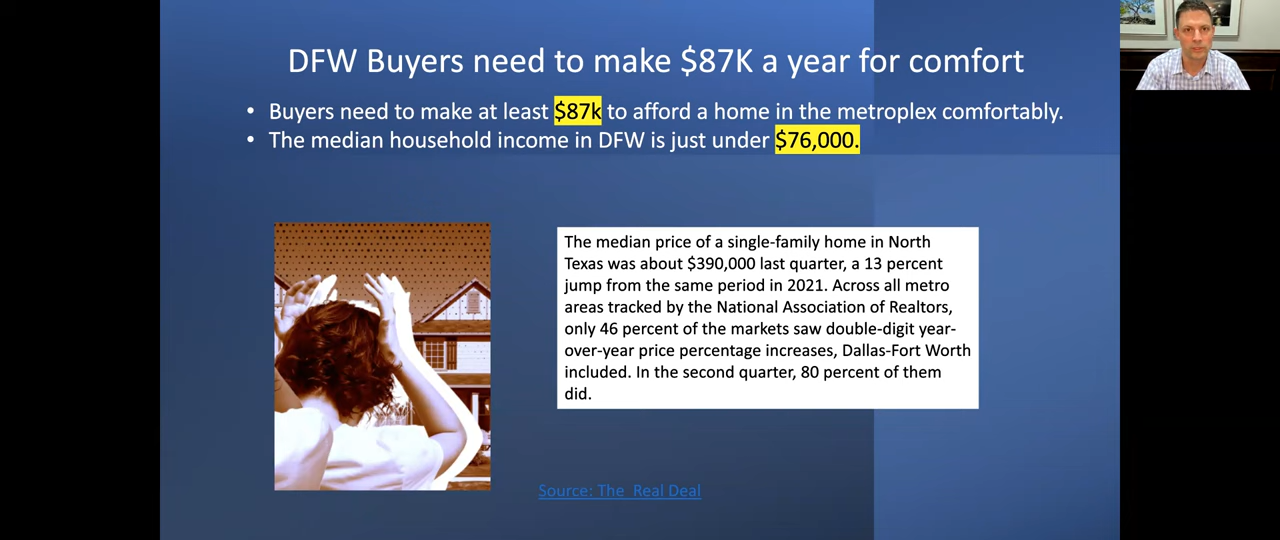 DFW Buyers need to make $87K a year for comfort
• Buyers need to make at least $87k to afford a home in the metroplex comfortably.
• The median household income in DFW is just under $76,000.
The median price of a single-family home in North
Texas was about $390,000 last quarter, a 13 percent
jump from the same period in 2021. Across all metro
areas tracked by the National Association of Realtors,
only 46 percent of the markets saw double-digit year-
over-year price percentage increases, Dallas-Fort Worth
included. In the second quarter, 80 percent of them
did.
Source: The Real Deal